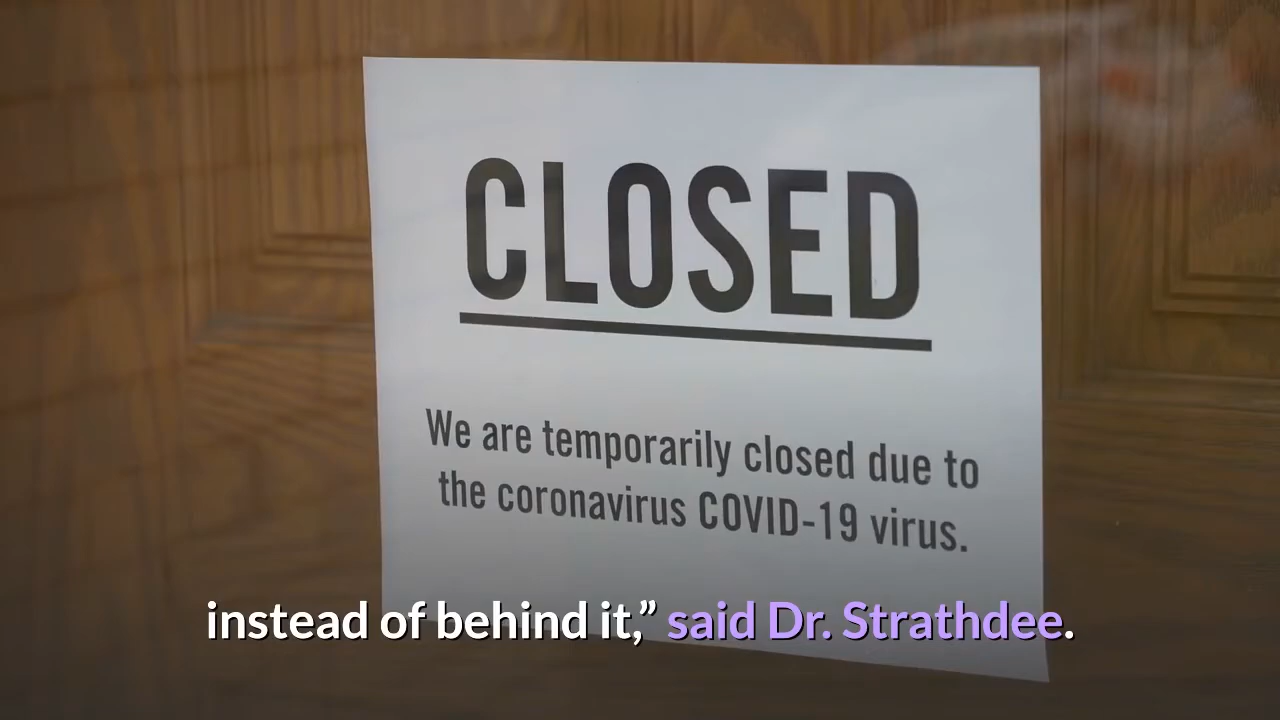 CLOSED
We are temporarily closed due to
the coronavirus COVID-19 virus.
instead of behind it,” said Dr. Strathdee.